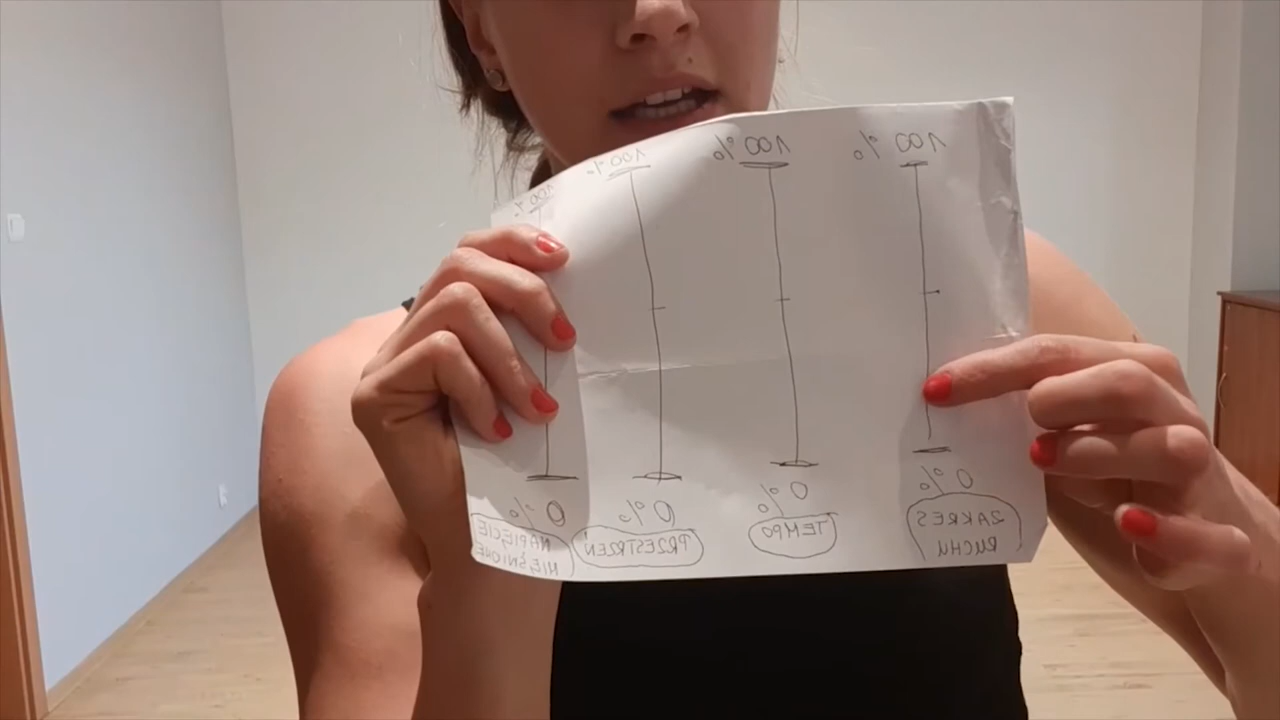 100%
100%
100%
100%
0%
0%
0%
0%
ZAKRES
RUCHU
TEMPO
PRZESTRZEŃ
NAPIĘCIE
MIĘŚNIOWE